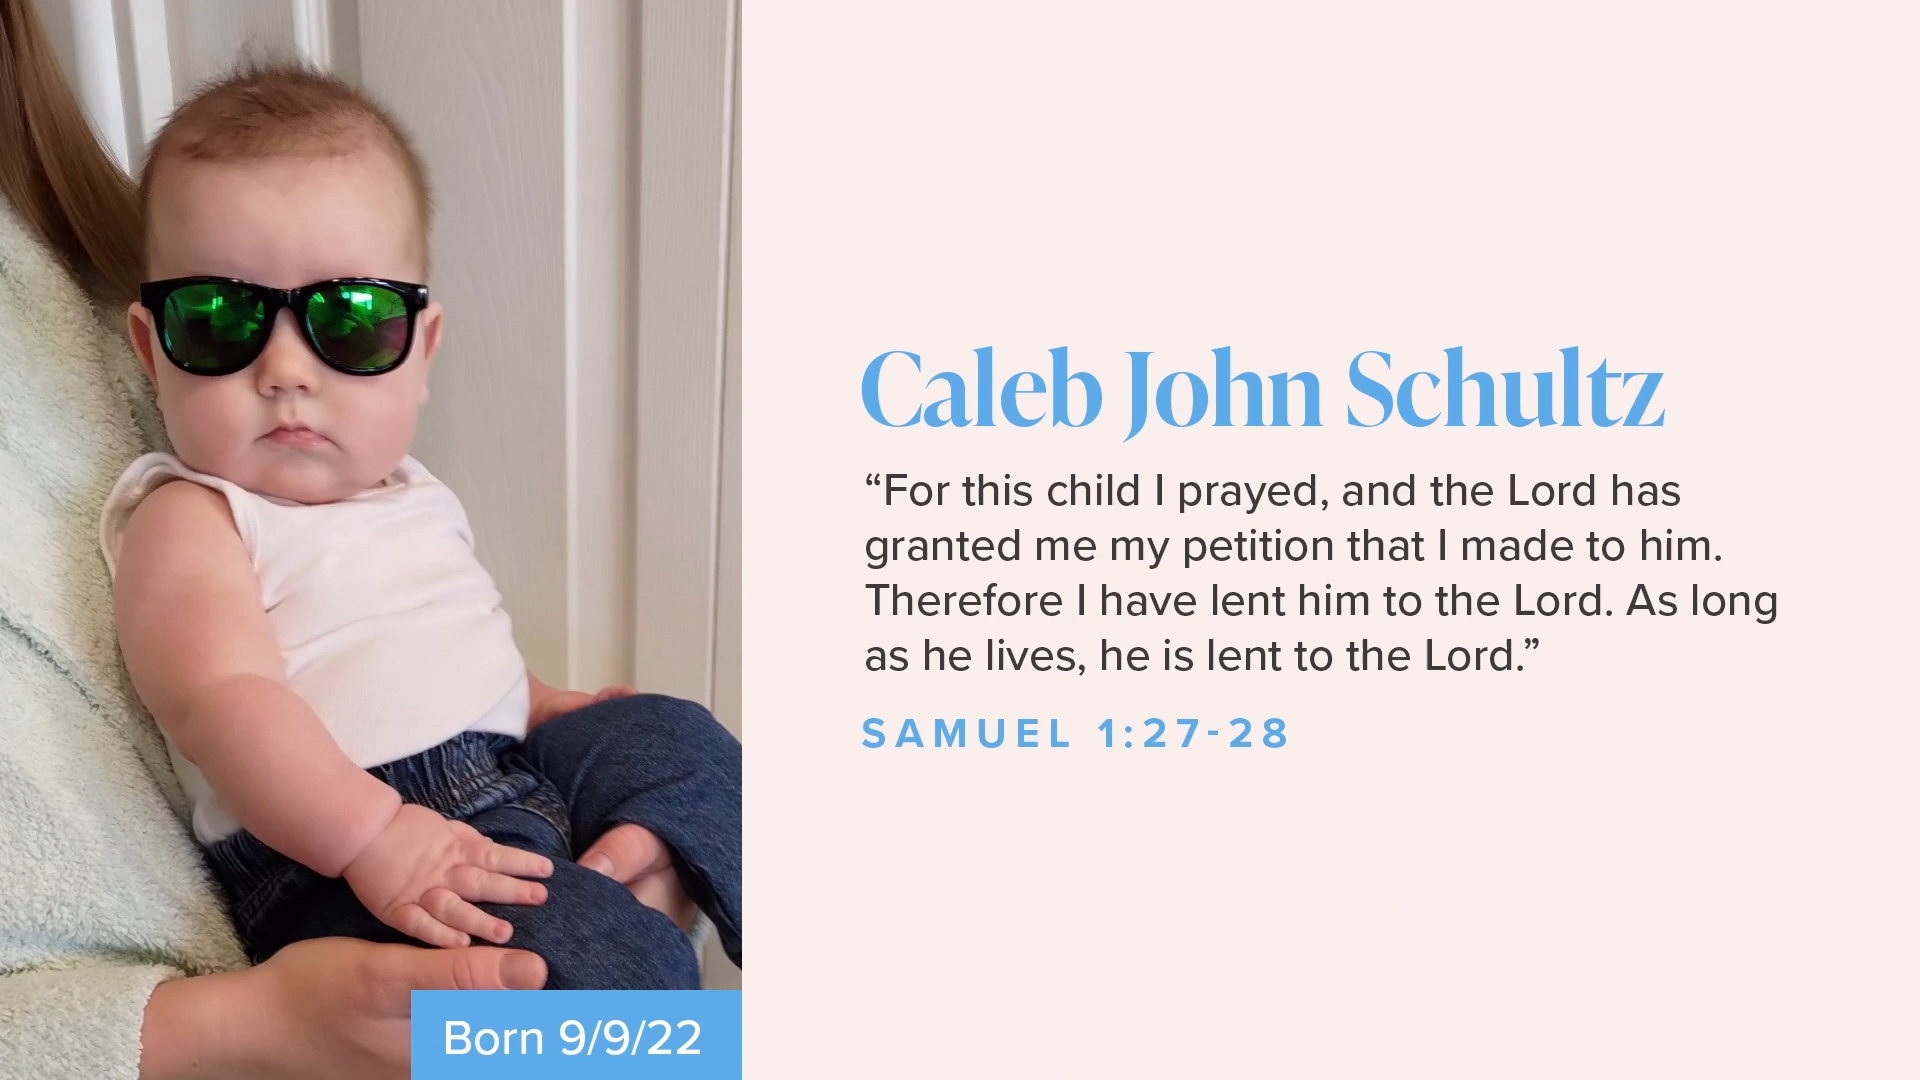 Caleb John Schultz
“For this child I prayed, and the Lord has
granted me my petition that I made to him.
Therefore I have lent him to the Lord. As long
as he lives, he is lent to the Lord.”
SAMUEL 1:27-28
Born 9/9/22